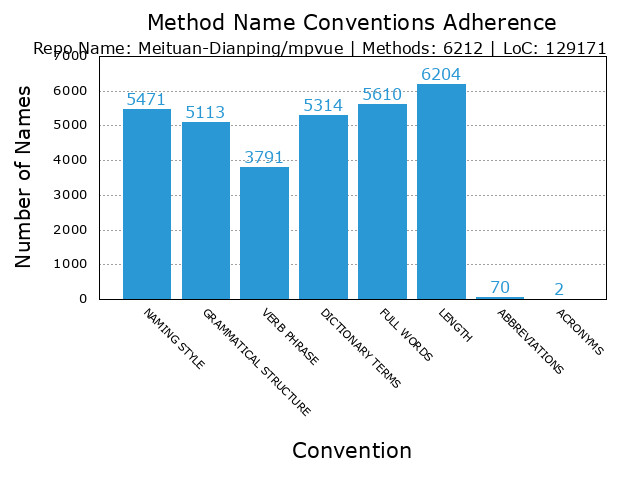 Method Name Conventions Adherence
Repo Name: Meituan-Dianping/mpvue | Methods: 6212 | LoC: 129171
Number of Names
7000
6000
5000
4000
3000
2000
1000
0
5471
5113
3791
5314
5610
6204
70
2
NAMING STYLE
GRAMMATICAL STRUCTURE
VERB PHRASE
DICTIONARY TERMS
FULL WORDS
LENGTH
ABBREVIATIONS
ACRONYMS
Convention